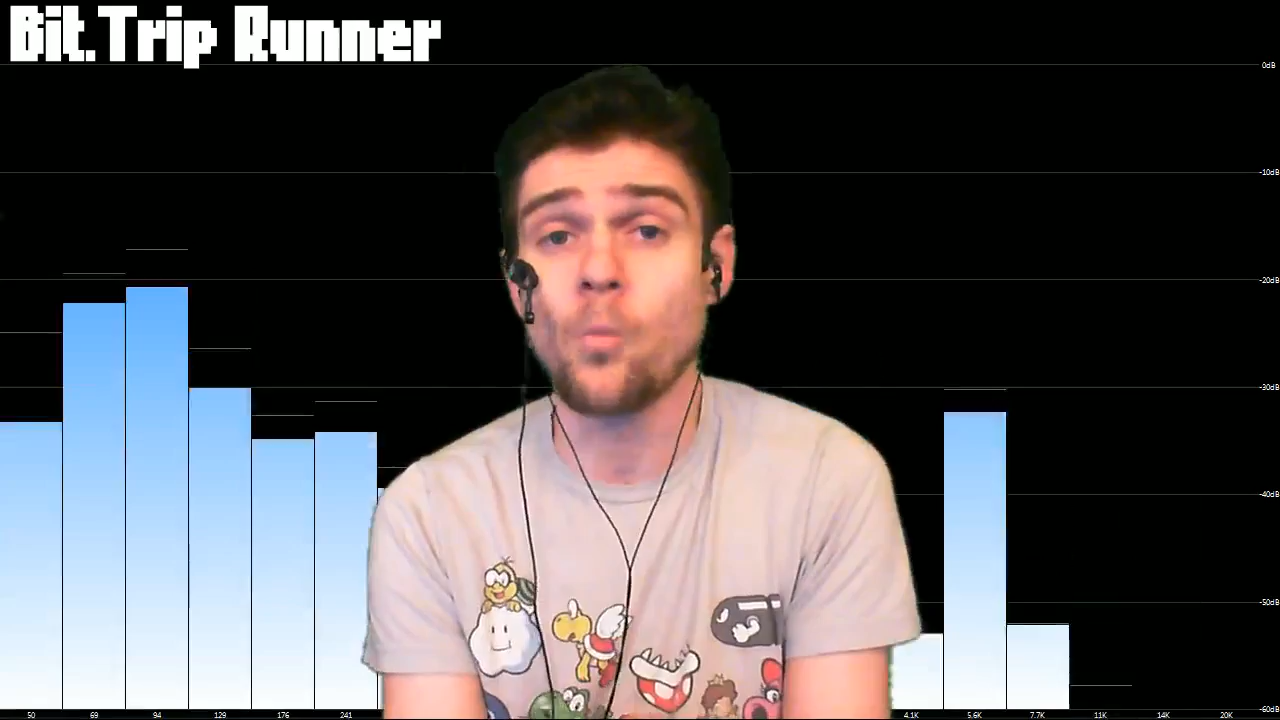 Bit.Trip Runner
0dB
-10dB
-20dB
-30dB
-40dB
-50dB
-60dB
50 69 94 129 176 241 4.1K 5.6K 7.7K 11K 14K 20K